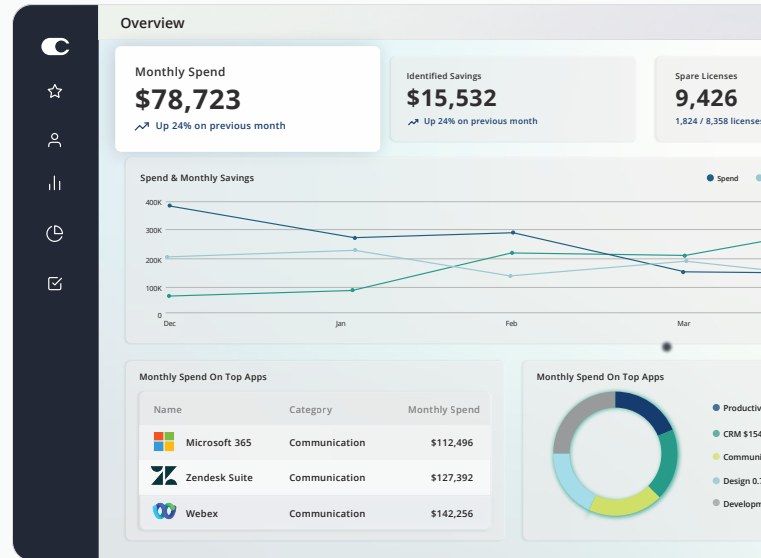 Overview
Monthly Spend
$78,723
Up 24% on previous month
Identified Savings
$15,532
Up 24% on previous month
Spare Licenses
9,426
1,824 / 8,358 licenses
Spend & Monthly Savings
Spend
400K
300K
200K
100K
0
Dec Jan Feb Mar
Monthly Spend On Top Apps
Name Category Monthly Spend
Microsoft 365 Communication $112,496
Zendesk Suite Communication $127,392
Webex Communication $142,256
Monthly Spend On Top Apps
Productiv
CRM $154
Communi
Design 0.7
Developm